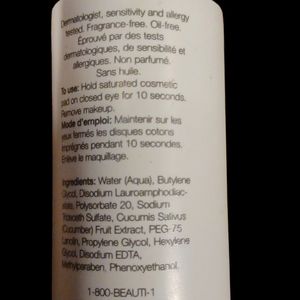 Dermatologist, sensitivity and allergy
tested. Fragrance-free. Oil-free.
Éprouvé par des tests
dermatologiques, de sensibilité et
allergiques. Non parfumé.
Sans huile.
To use: Hold saturated cosmetic
pad on closed eye for 10 seconds.
Remove makeup.
Mode d'emploi: Maintenir sur les
yeux fermés les disques cotons
imprégnés pendant 10 secondes.
Enlève le maquillage.
Ingredients: Water (Aqua), Butylene
Glycol, Disodium Lauroamphodiac-
etate, Polysorbate 20, Sodium
Trideceth Sulfate, Cucumis Sativus
(Cucumber) Fruit Extract, PEG-75
Lanolin, Propylene Glycol, Hexylene
Glycol, Disodium EDTA,
Methylparaben, Phenoxyethanol.
1-800-BEAUTI-1